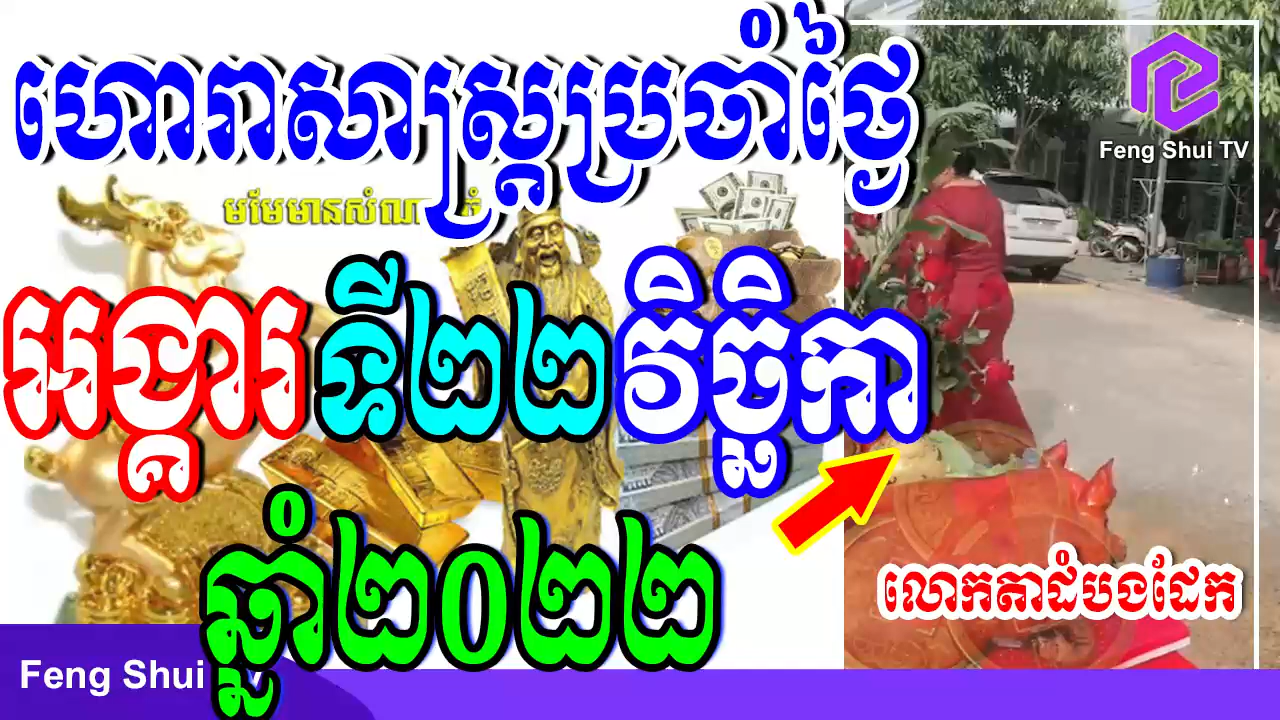 ហោរាសាស្ត្រប្រចាំថ្ងៃ
Feng Shui TV
មមែមានសំណ
អង្គារ ទី២២ វិច្ឆិកា
ឆ្នាំ២០២២
លោកតាដំបងដែក
Feng Shui